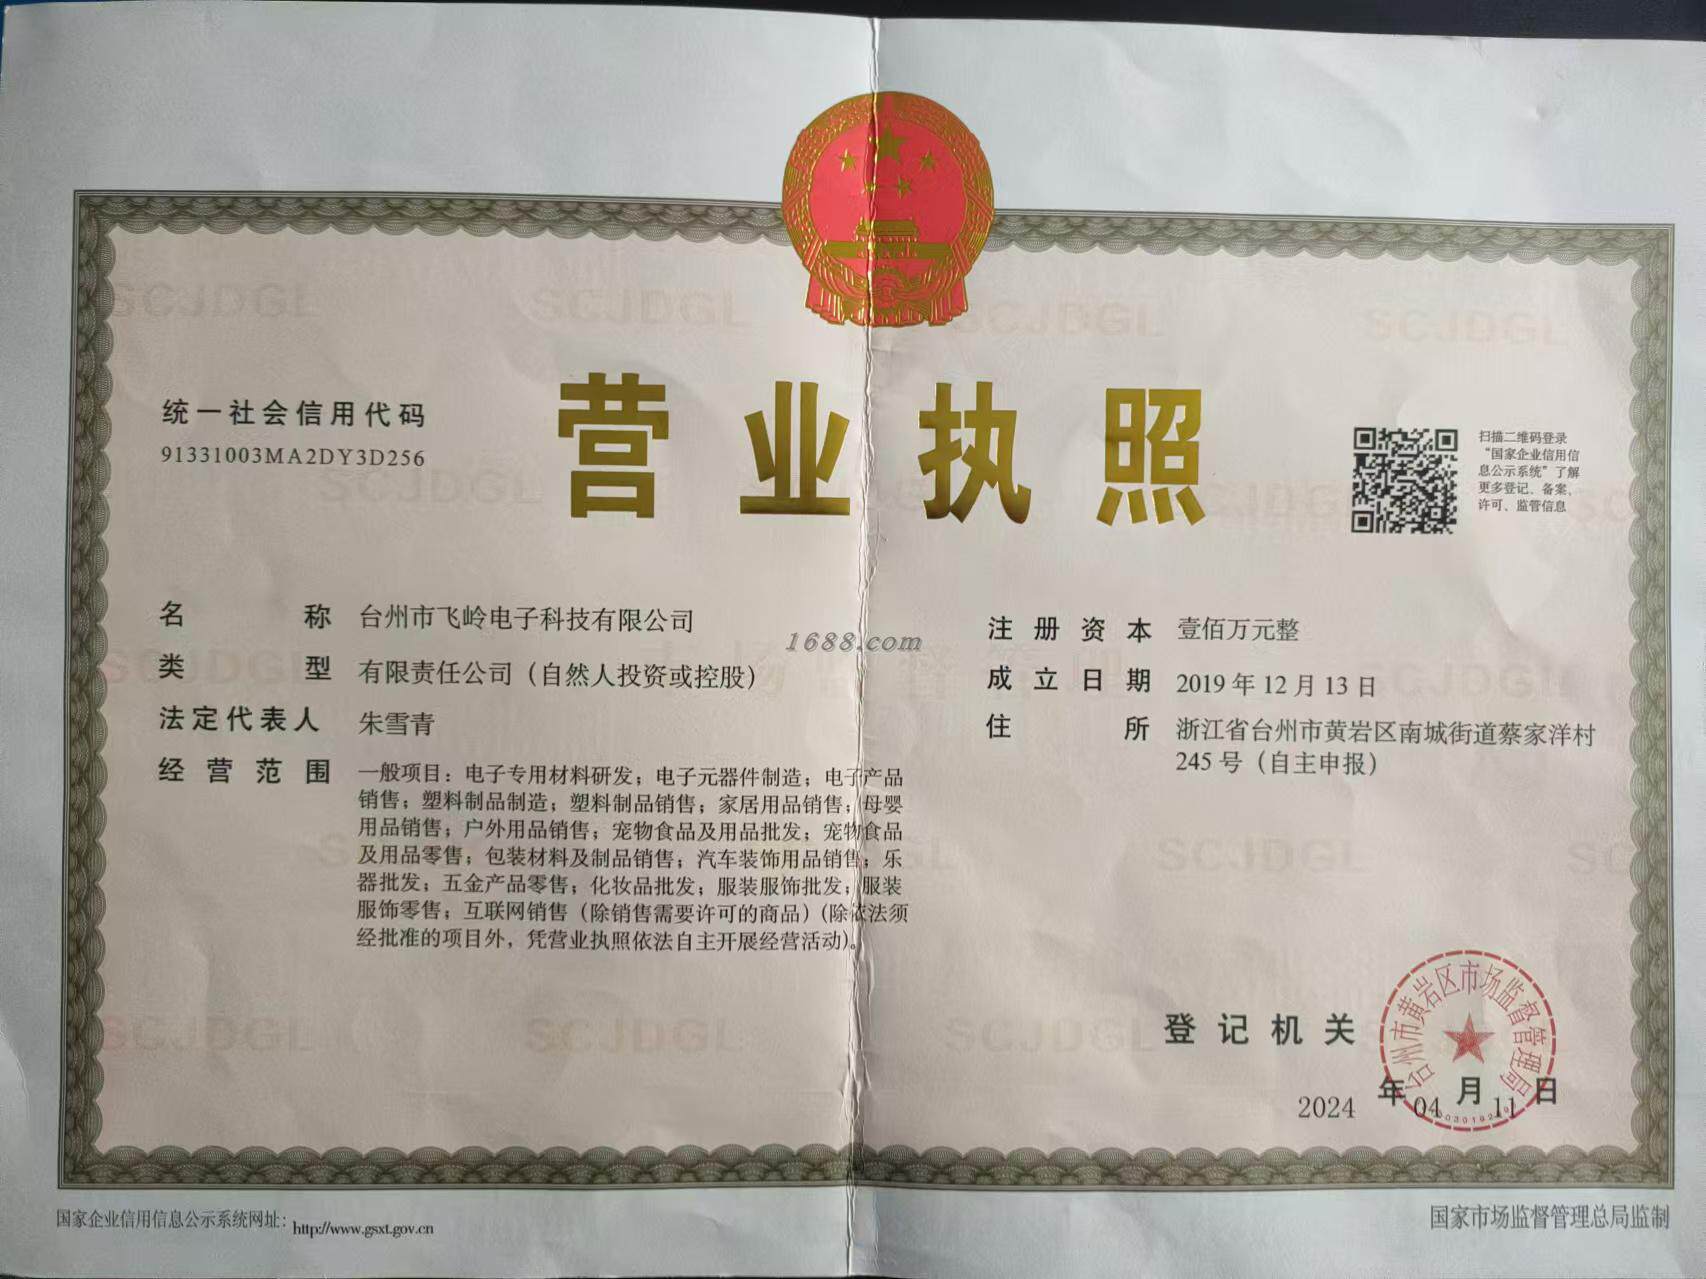 统一社会信用代码
91331003MA2DY3D256
营业执照
扫描二维码登录
“国家企业信用信
息公示系统”了解
更多登记、备案、
许可、监管信息
名称 台州市飞岭电子科技有限公司
类型 有限责任公司（自然人投资或控股）
法定代表人 朱雪青
经营范围 一般项目：电子专用材料研发；电子元器件制造；电子产品
销售；塑料制品制造；塑料制品销售；家居用品销售；母婴
用品销售；户外用品销售；宠物食品及用品批发；宠物食品
及用品零售；包装材料及制品销售；汽车装饰用品销售；乐
器批发；五金产品零售；化妆品批发；服装服饰批发；服装
服饰零售；互联网销售（除销售需要许可的商品）（除依法须
经批准的项目外，凭营业执照依法自主开展经营活动）。
1688.com
注册资本 壹佰万元整
成立日期 2019年12月13日
住所 浙江省台州市黄岩区南城街道蔡家洋村
245号（自主申报）
登记机关
台州市黄岩区市场监督管理局
2024年04月11日
国家企业信用信息公示系统网址：http://www.gsxt.gov.cn
国家市场监督管理总局监制
SCJDGL